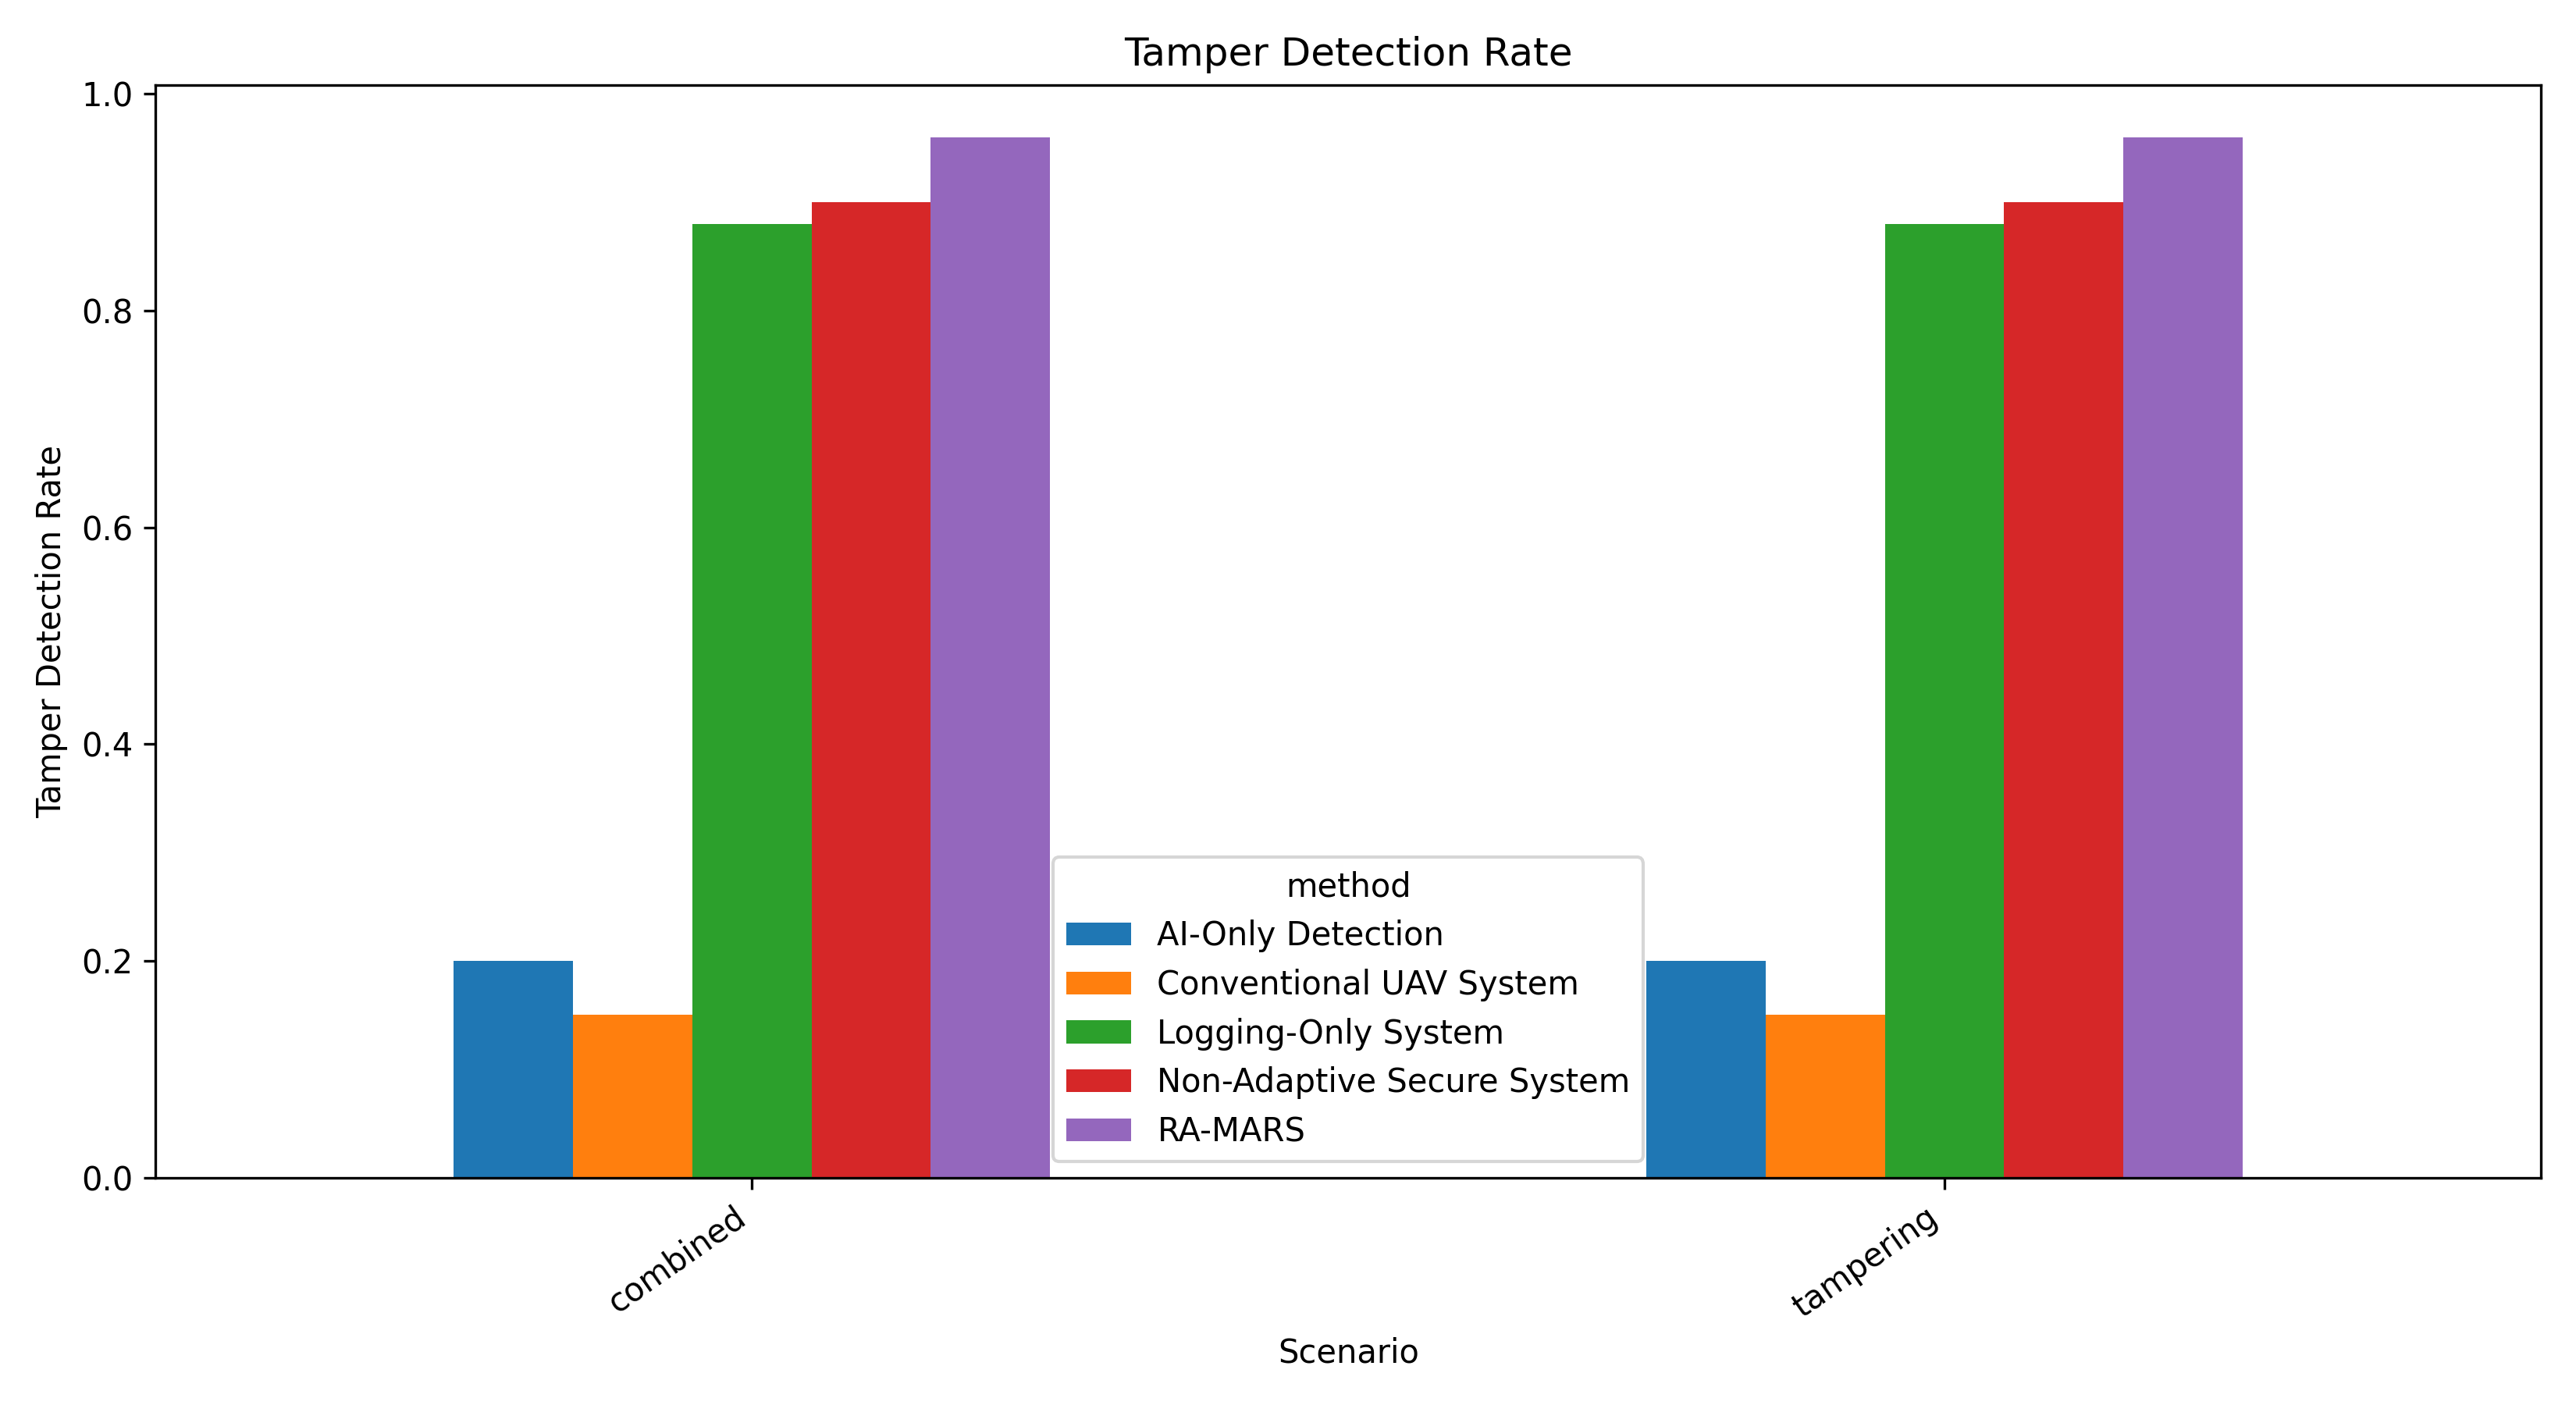 Tamper Detection Rate
Tamper Detection Rate
1.0
0.8
0.6
0.4
0.2
0.0
method
AI-Only Detection
Conventional UAV System
Logging-Only System
Non-Adaptive Secure System
RA-MARS
combined
tampering
Scenario